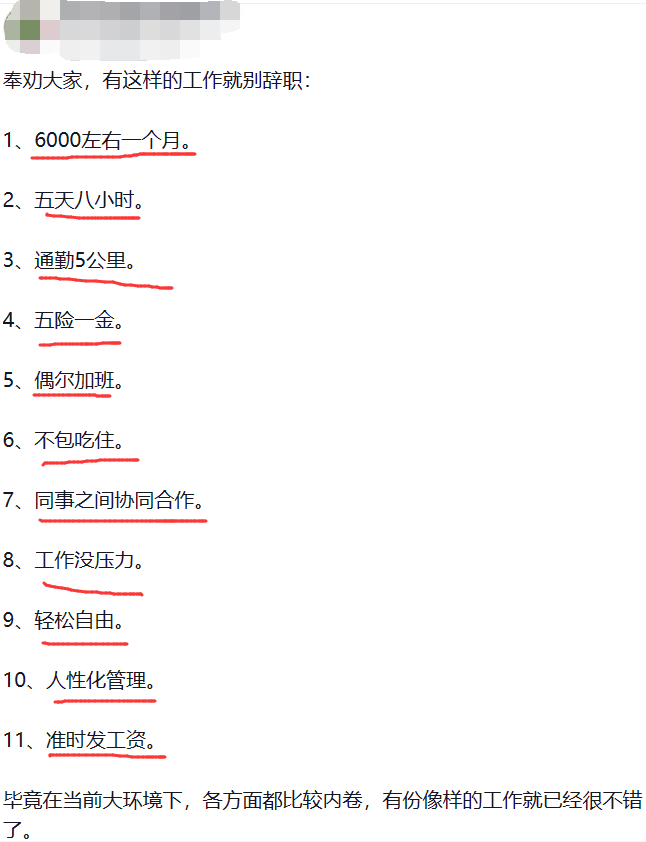 奉劝大家，有这样的工作就别辞职：
1、6000左右一个月。
2、五天八小时。
3、通勤5公里。
4、五险一金。
5、偶尔加班。
6、不包吃住。
7、同事之间协同合作。
8、工作没压力。
9、轻松自由。
10、人性化管理。
11、准时发工资。
毕竟在当前大环境下，各方面都比较内卷，有份像样的工作就已经很不错
了。